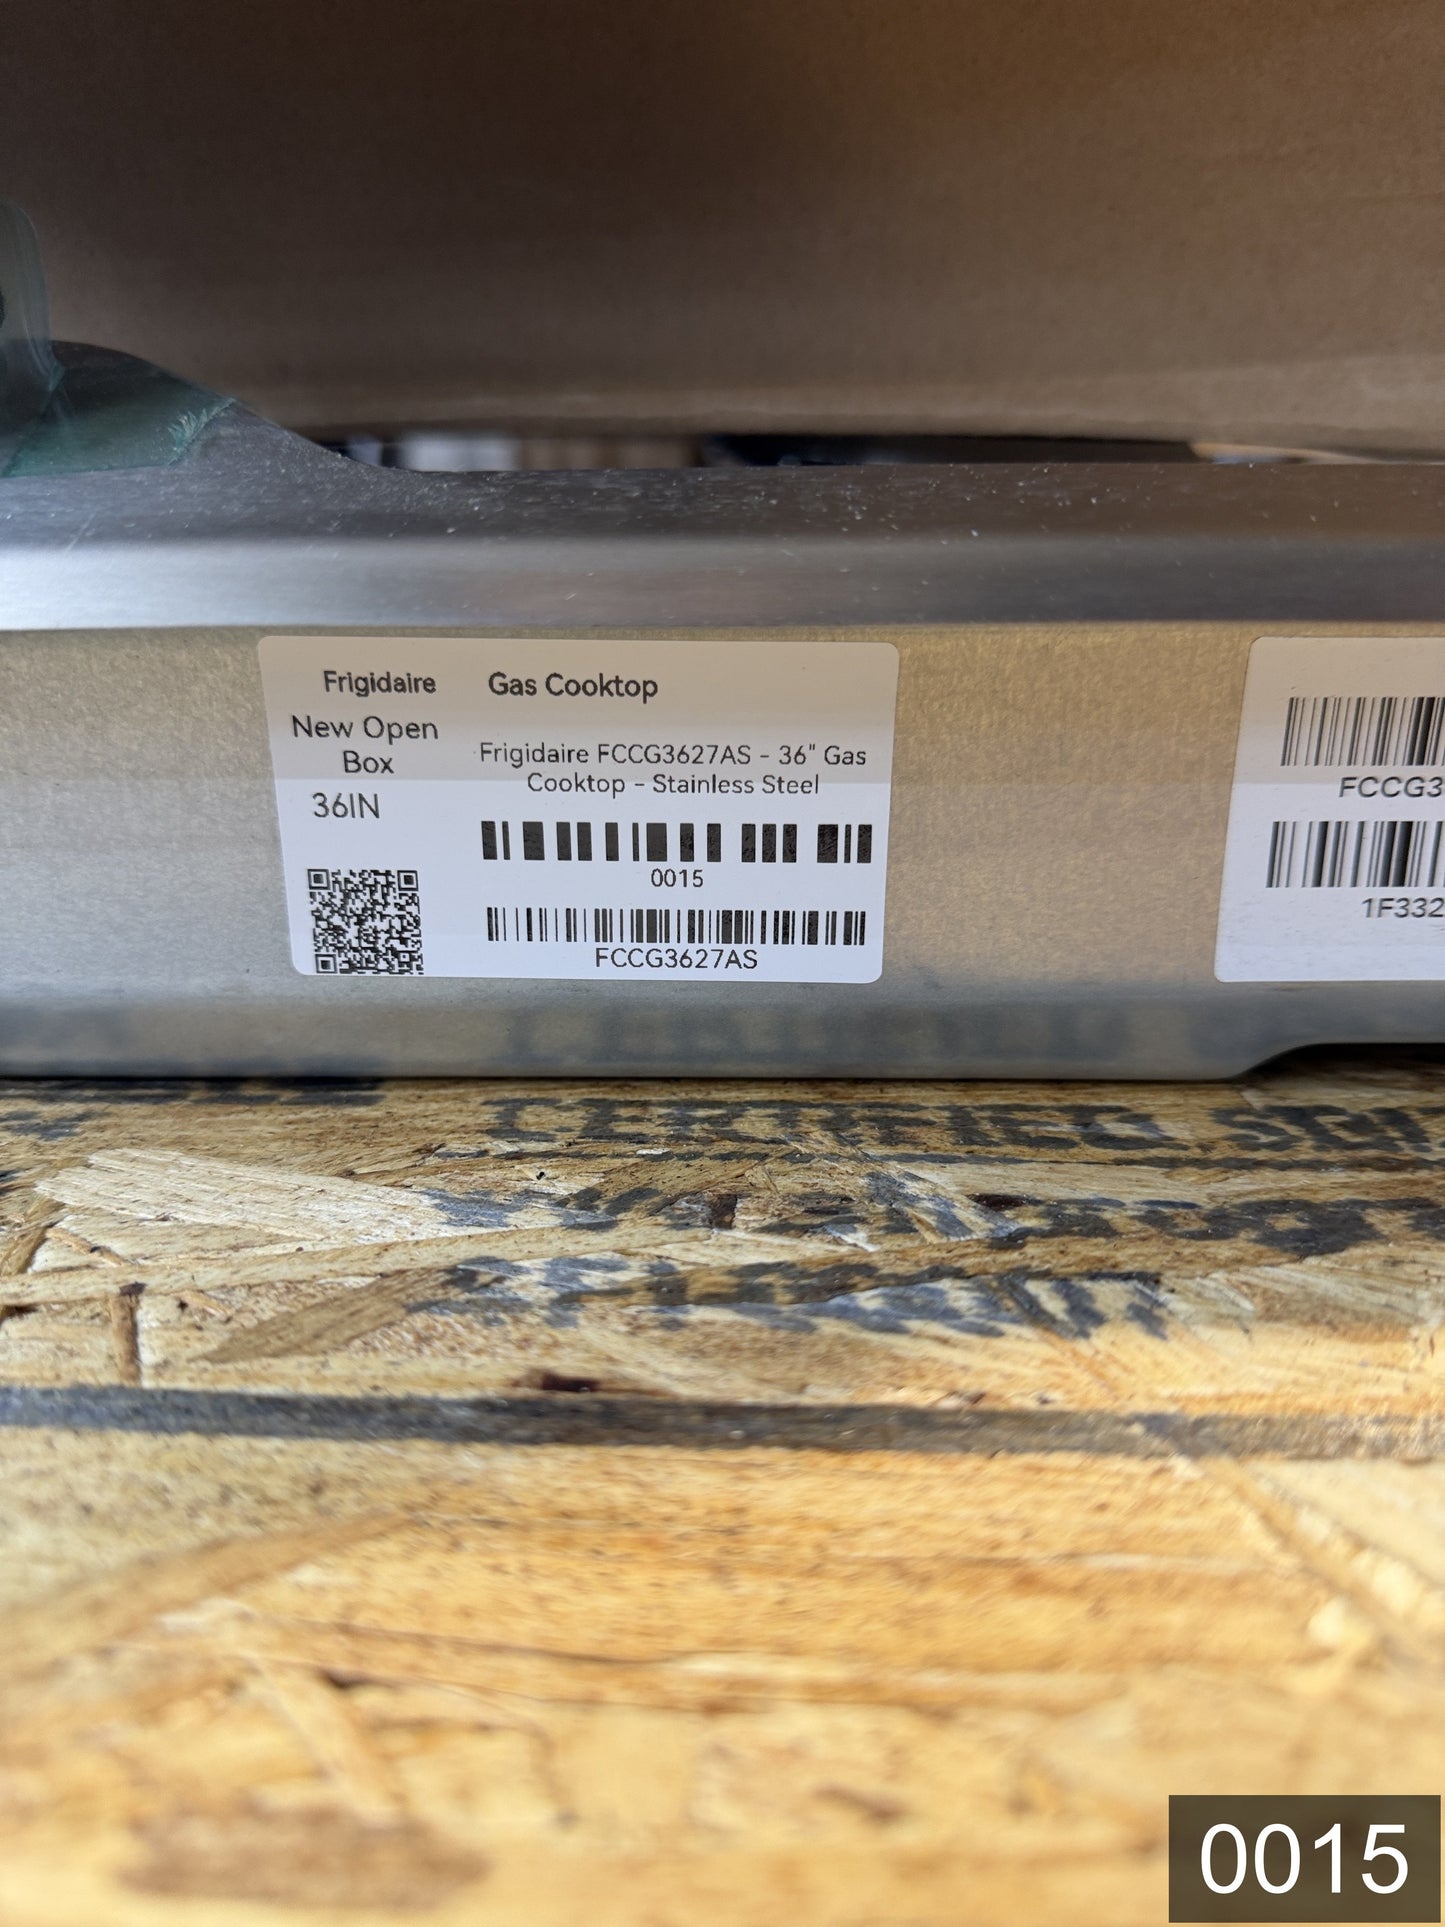 Frigidaire
New Open
Box
36IN
Gas Cooktop
Frigidaire FCCG3627AS - 36" Gas
Cooktop - Stainless Steel
0015
FCCG3627AS
FCCG3
1F332
CERTIFIED
0015